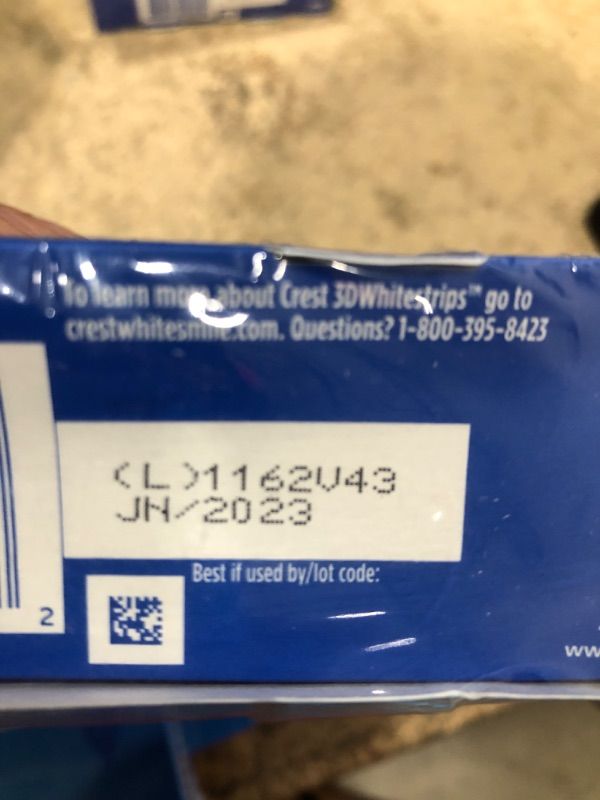 To learn more about Crest 3DWhitestrips™ go to
crestwhitesmile.com. Questions? 1-800-395-8423
(L)1162V43
JN/2023
Best if used by/lot code:
2
ww